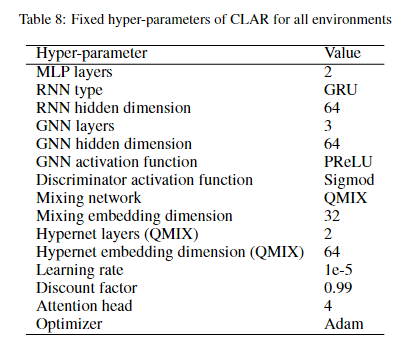 Table 8: Fixed hyper-parameters of CLAR for all environments
Hyper-parameter Value
MLP layers 2
RNN type GRU
RNN hidden dimension 64
GNN layers 3
GNN hidden dimension 64
GNN activation function PReLU
Discriminator activation function Sigmod
Mixing network QMIX
Mixing embedding dimension 32
Hypernet layers (QMIX) 2
Hypernet embedding dimension (QMIX) 64
Learning rate 1e-5
Discount factor 0.99
Attention head 4
Optimizer Adam